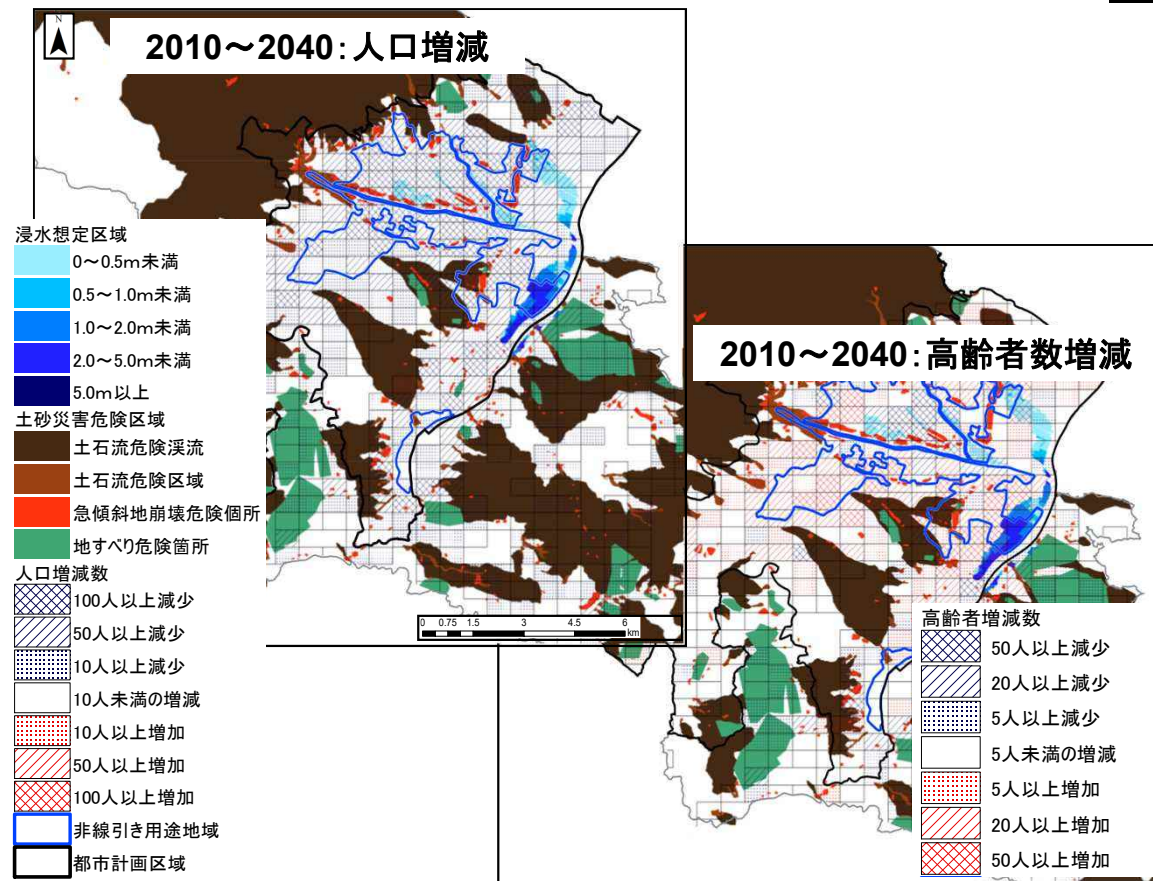 N
2010～2040：人口増減
浸水想定区域
0～0.5m未満
0.5～1.0m未満
1.0～2.0m未満
2.0～5.0m未満
5.0m以上
土砂災害危険区域
土石流危険渓流
土石流危険区域
急傾斜地崩壊危険個所
地すべり危険箇所
人口増減数
100人以上減少
50人以上減少
10人以上減少
10人未満の増減
10人以上増加
50人以上増加
100人以上増加
非線引き用途地域
都市計画区域
0 0.75 1.5 3 4.5 6
km
2010～2040：高齢者数増減
高齢者増減数
50人以上減少
20人以上減少
5人以上減少
5人未満の増減
5人以上増加
20人以上増加
50人以上増加